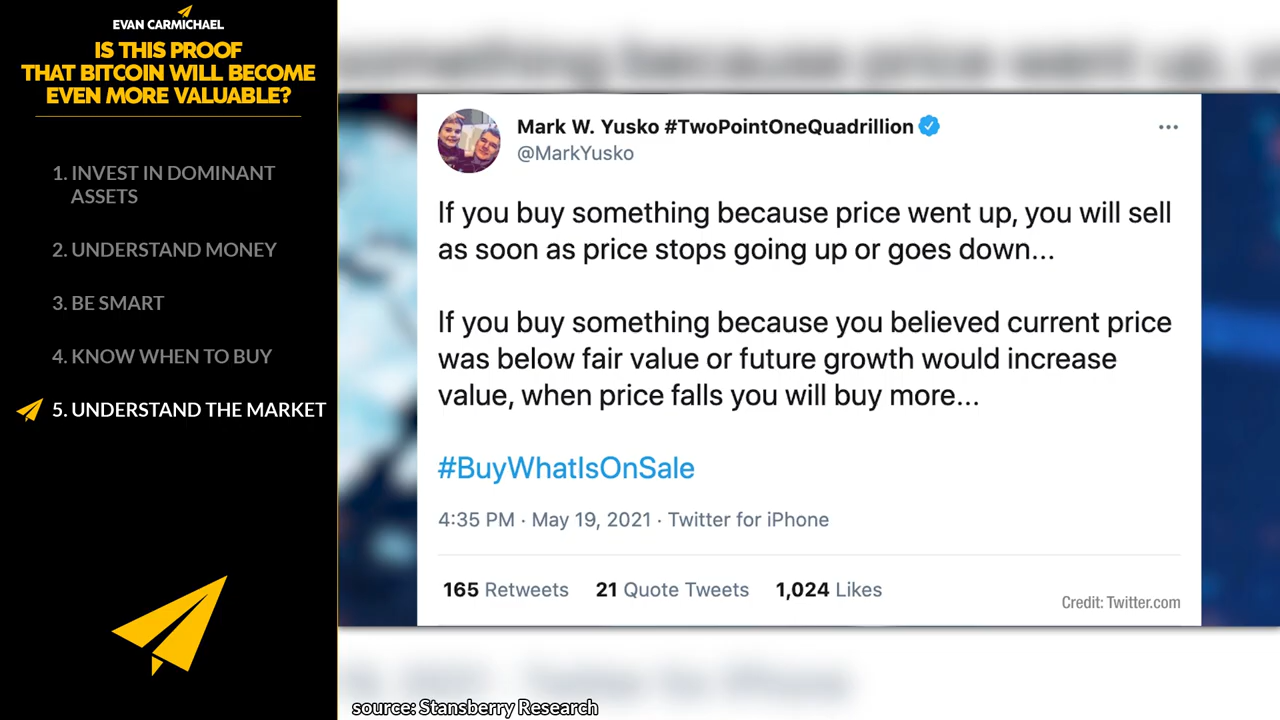 EVAN CARMICHAEL
IS THIS PROOF
THAT BITCOIN WILL BECOME
EVEN MORE VALUABLE?
1. INVEST IN DOMINANT
ASSETS
2. UNDERSTAND MONEY
3. BE SMART
4. KNOW WHEN TO BUY
5. UNDERSTAND THE MARKET
Mark W. Yusko #TwoPointOneQuadrillion
@MarkYusko
If you buy something because price went up, you will sell
as soon as price stops going up or goes down...
If you buy something because you believed current price
was below fair value or future growth would increase
value, when price falls you will buy more...
#BuyWhatIsOnSale
4:35 PM · May 19, 2021 · Twitter for iPhone
165 Retweets 21 Quote Tweets 1,024 Likes
Credit: Twitter.com
source: Stansberry Research